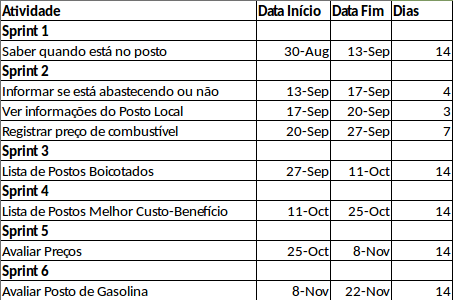 Atividade Data Início Data Fim Dias
Sprint 1
Saber quando está no posto 30-Aug 13-Sep 14
Sprint 2
Informar se está abastecendo ou não 13-Sep 17-Sep 4
Ver informações do Posto Local 17-Sep 20-Sep 3
Registrar preço de combustível 20-Sep 27-Sep 7
Sprint 3
Lista de Postos Boicotados 27-Sep 11-Oct 14
Sprint 4
Lista de Postos Melhor Custo-Benefício 11-Oct 25-Oct 14
Sprint 5
Avaliar Preços 25-Oct 8-Nov 14
Sprint 6
Avaliar Posto de Gasolina 8-Nov 22-Nov 14